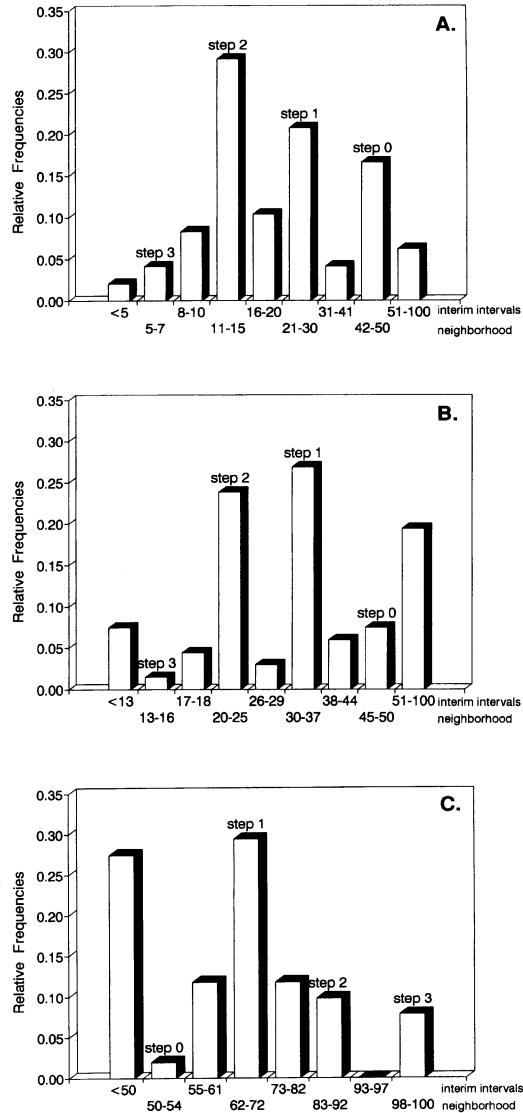 A.
0.35
0.30
0.25
0.20
0.15
0.10
0.05
0.00
Relative Frequencies
step 3
step 2
step 1
step 0
<5 8-10 16-20 31-41 51-100 interim intervals
5-7 11-15 21-30 42-50 neighborhood
B.
0.35
0.30
0.25
0.20
0.15
0.10
0.05
0.00
Relative Frequencies
step 3
step 2
step 1
step 0
<13 17-18 26-29 38-44 51-100 interim intervals
13-16 20-25 30-37 45-50 neighborhood
C.
0.35
0.30
0.25
0.20
0.15
0.10
0.05
0.00
Relative Frequencies
step 0
step 1
step 2
step 3
<50 55-61 73-82 93-97 interim intervals
50-54 62-72 83-92 98-100 neighborhood